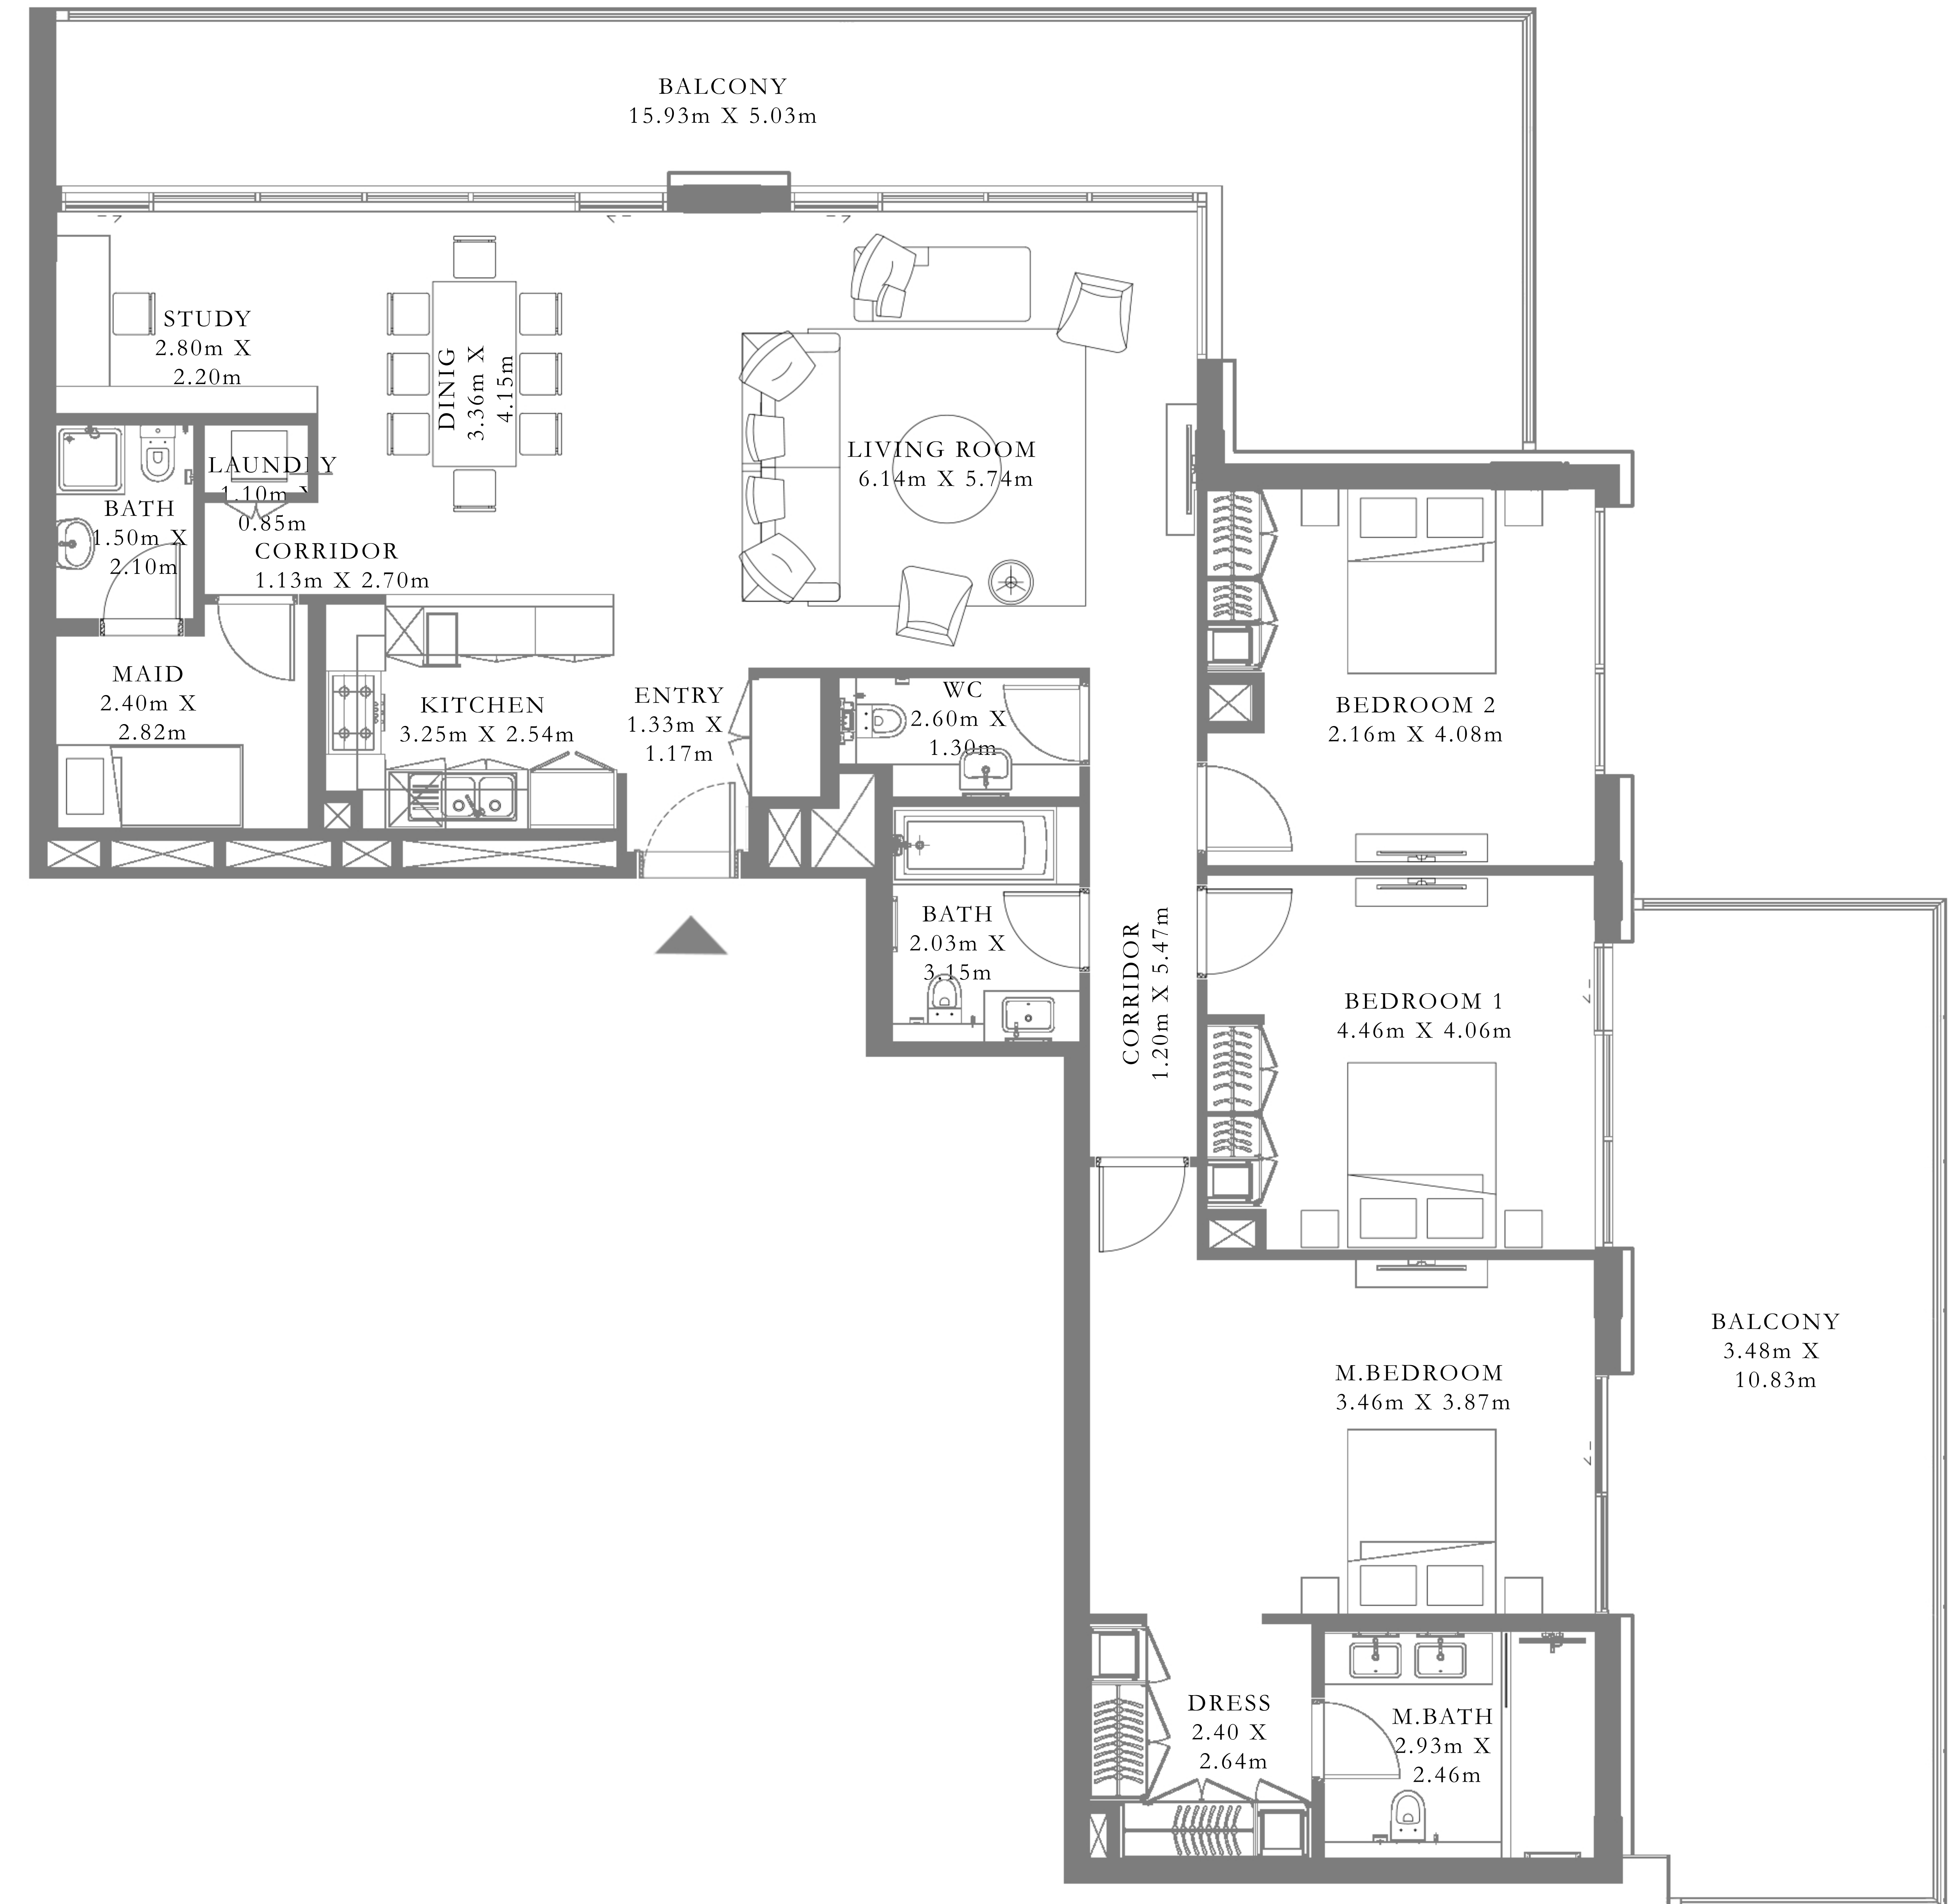 BALCONY
15.93m X 5.03m
STUDY
2.80m X
2.20m
DINIG
3.36m X
4.15m
LIVING ROOM
6.14m X 5.74m
LAUNDRY
1.10m X
0.85m
BATH
1.50m X
2.10m
CORRIDOR
1.13m X 2.70m
MAID
2.40m X
2.82m
KITCHEN
3.25m X 2.54m
ENTRY
1.33m X
1.17m
WC
2.60m X
1.30m
BEDROOM 2
2.16m X 4.08m
BATH
2.03m X
3.15m
CORRIDOR
1.20m X 5.47m
BEDROOM 1
4.46m X 4.06m
BALCONY
3.48m X
10.83m
M.BEDROOM
3.46m X 3.87m
DRESS
2.40 X
2.64m
M.BATH
2.93m X
2.46m